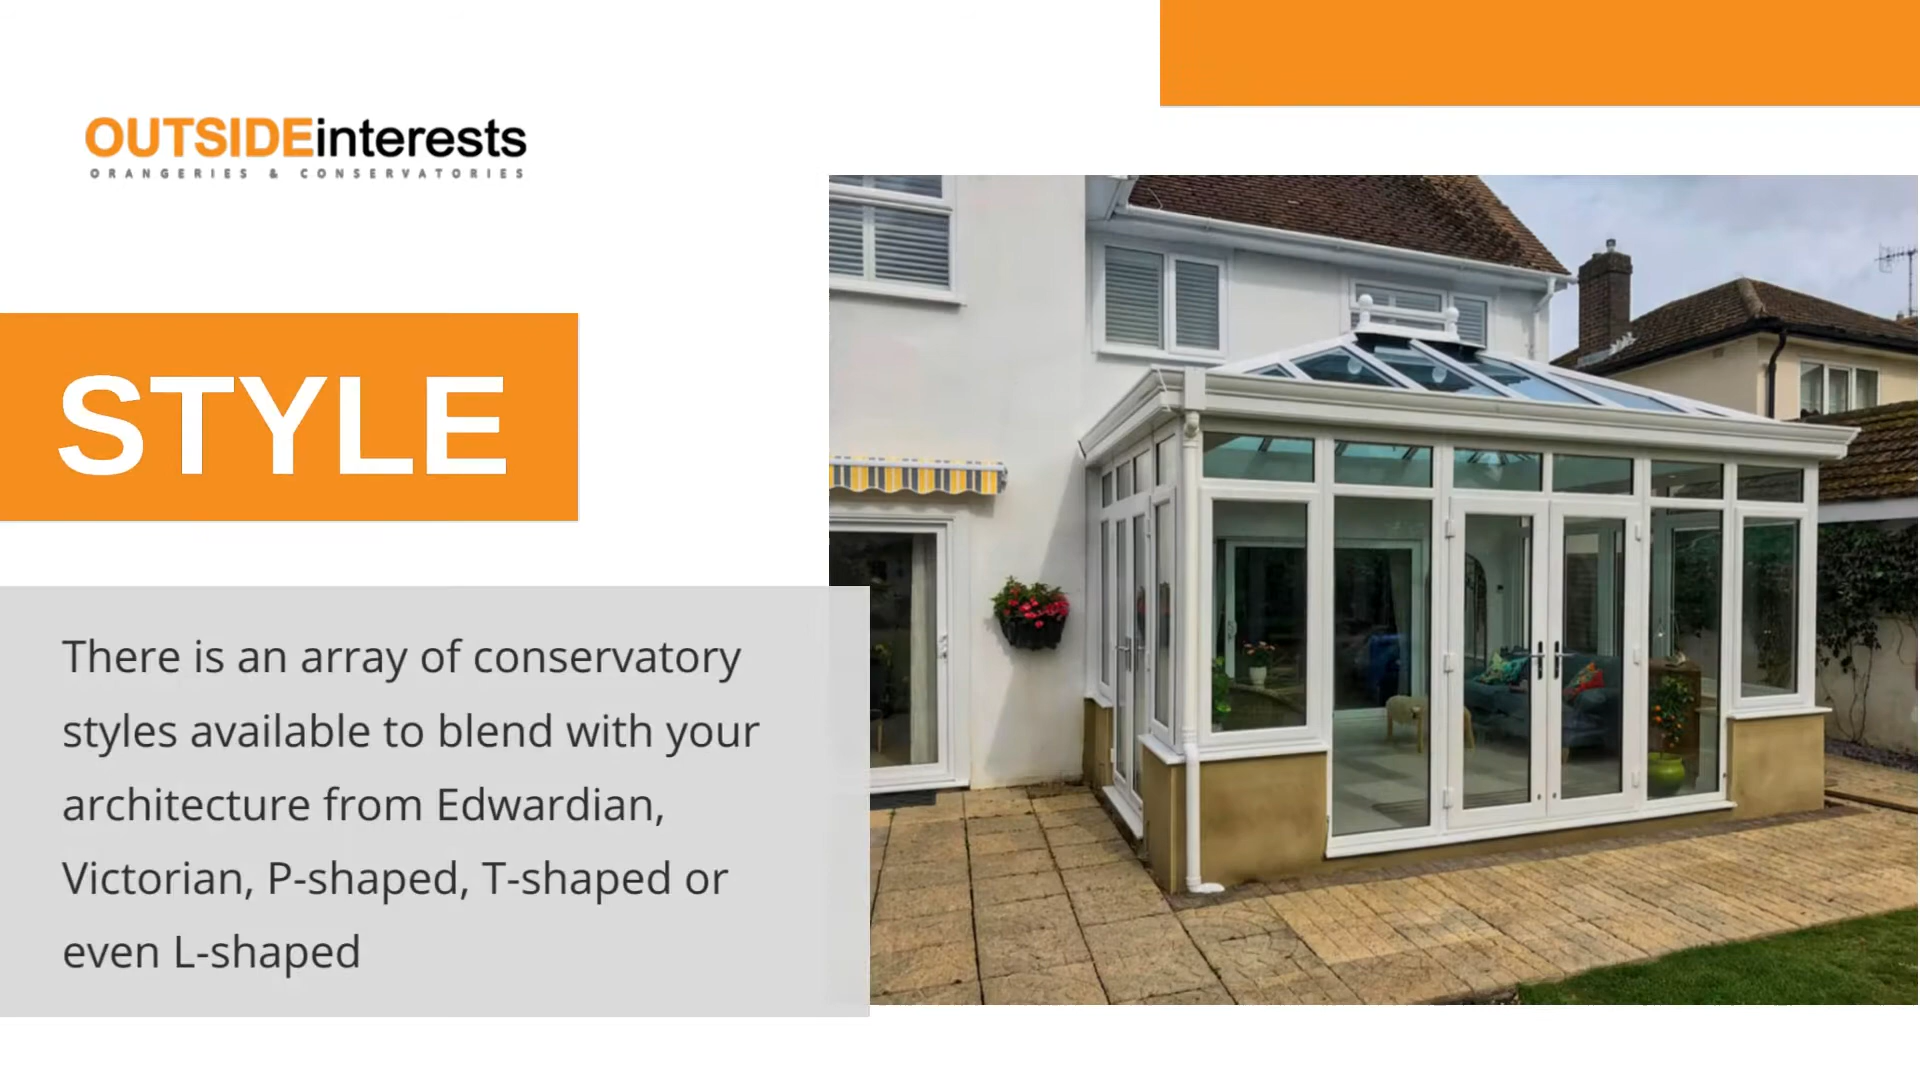 OUTSIDEinterests
ORANGERIES & CONSERVATORIES
STYLE
There is an array of conservatory
styles available to blend with your
architecture from Edwardian,
Victorian, P-shaped, T-shaped or
even L-shaped